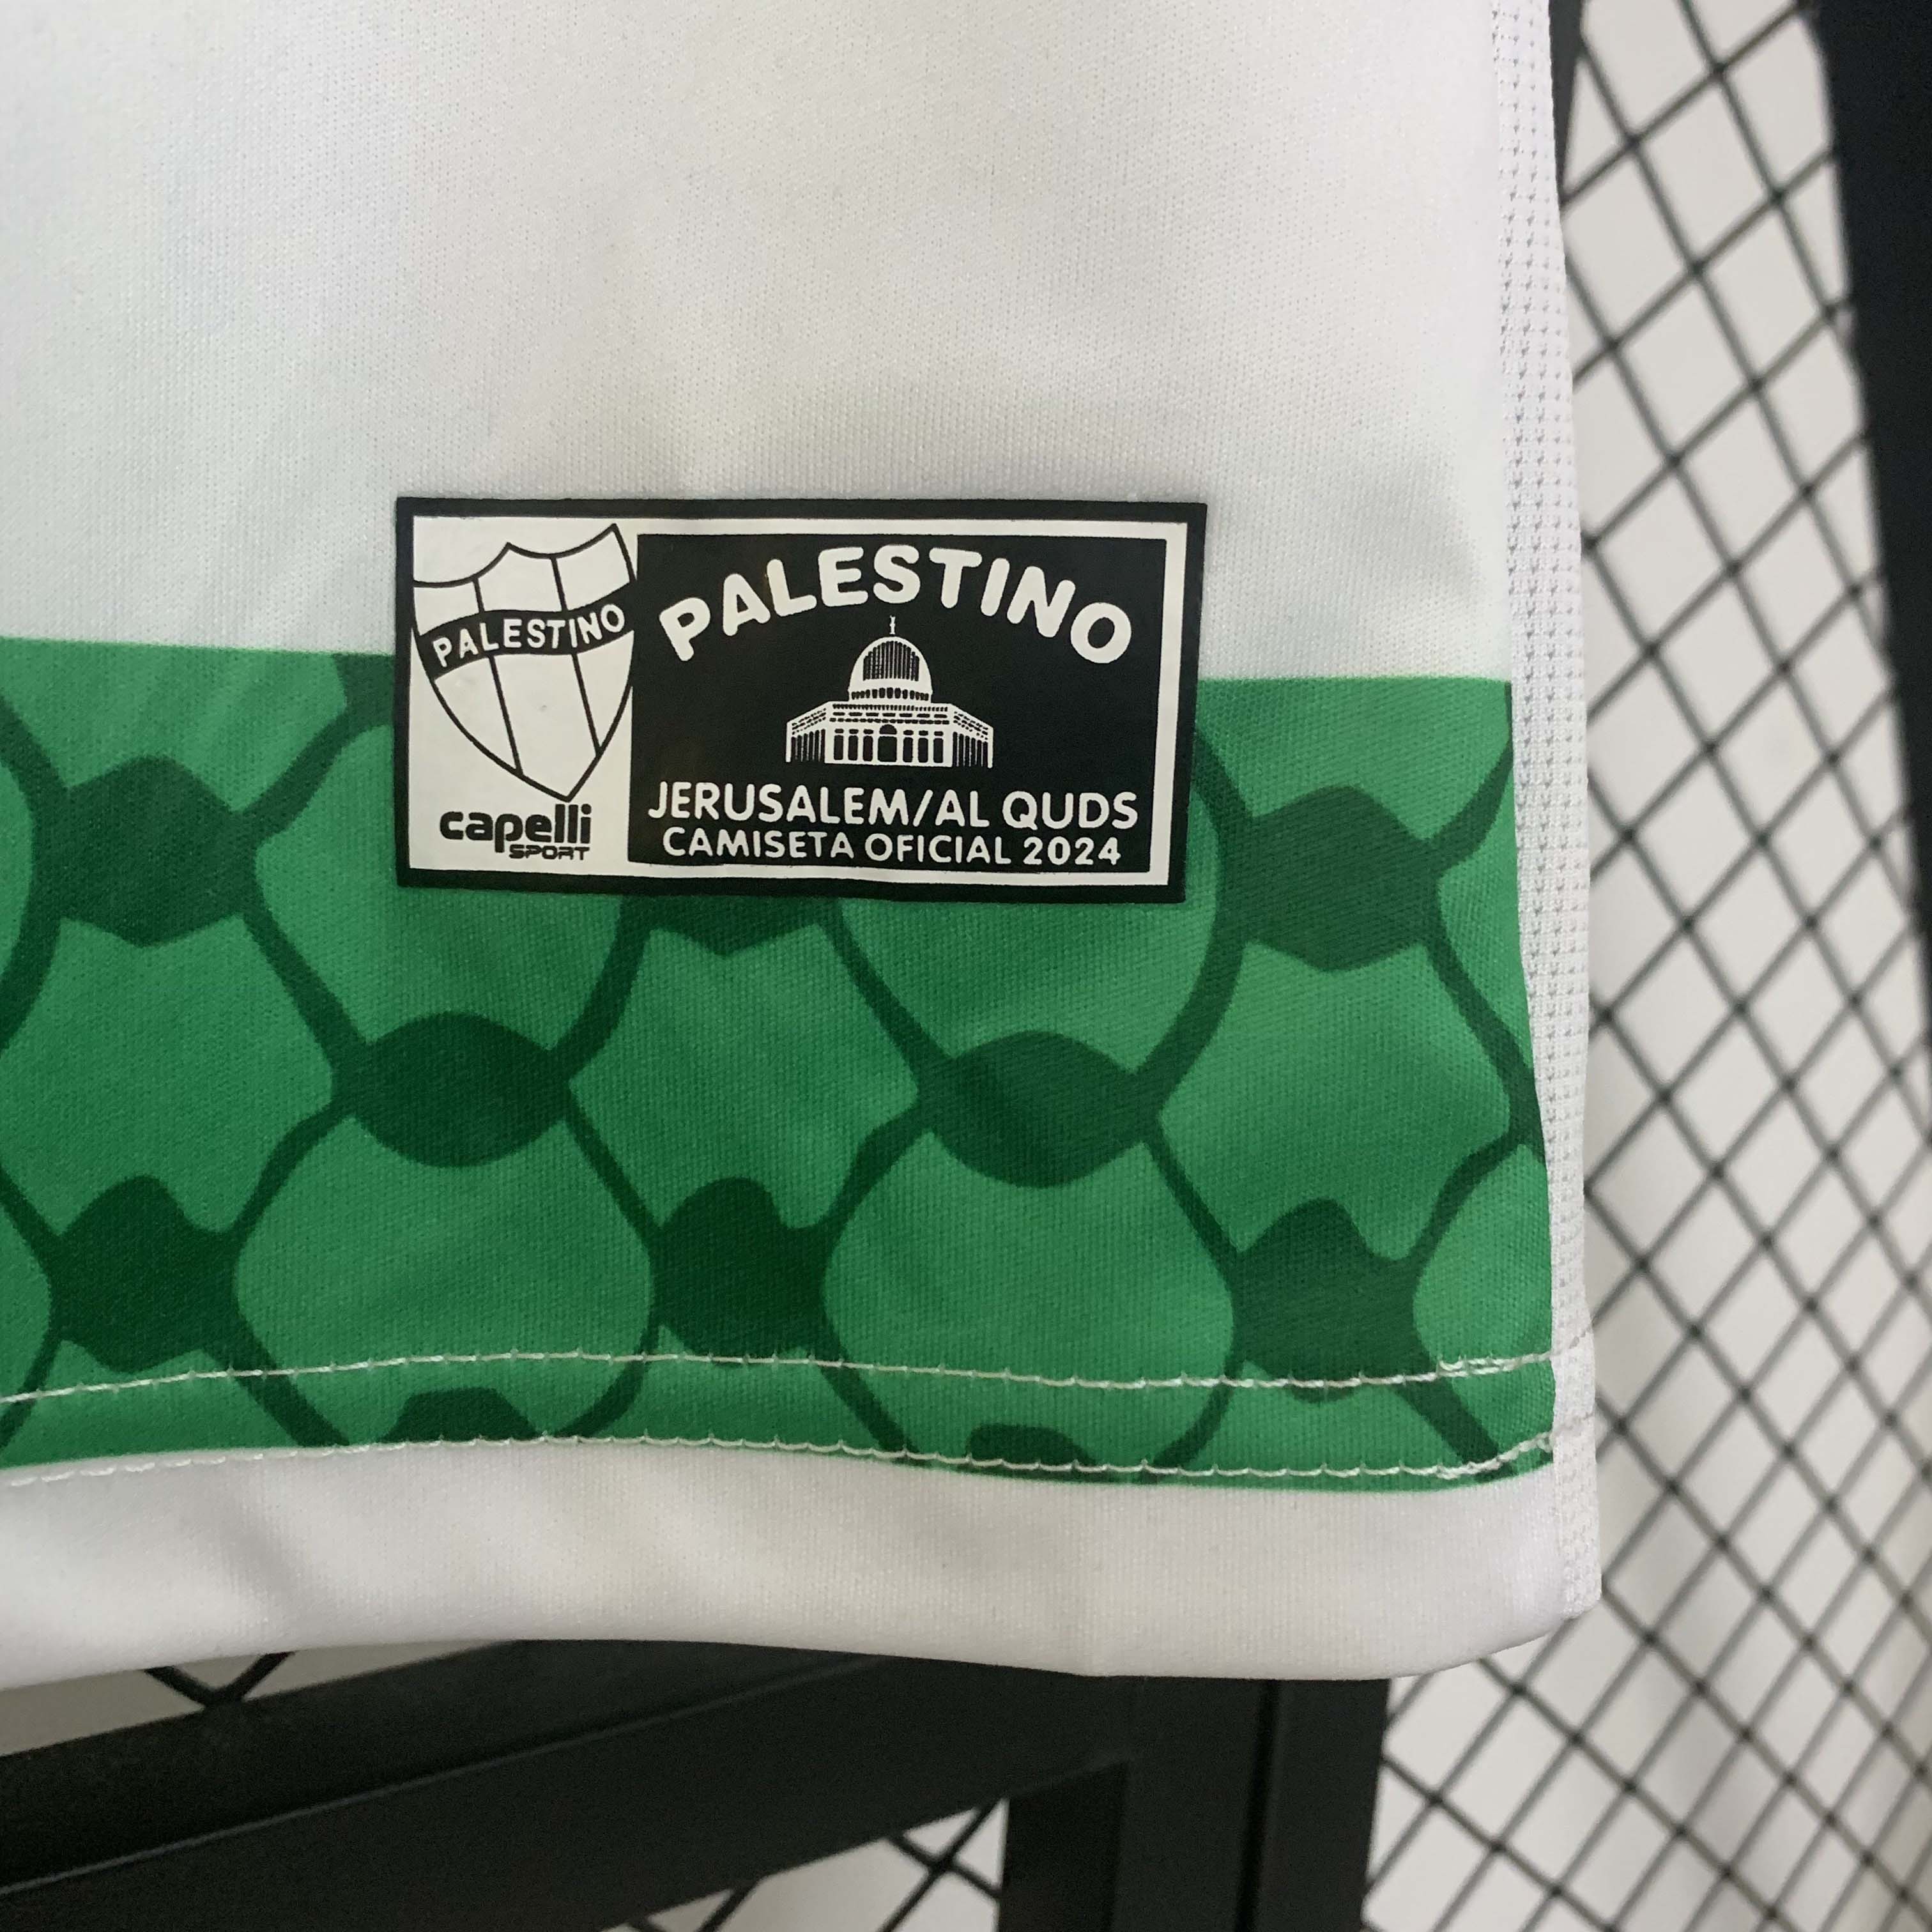 PALESTINO
capelli
SPORT
PALESTINO
JERUSALEM/AL QUDS
CAMISETA OFICIAL 2024